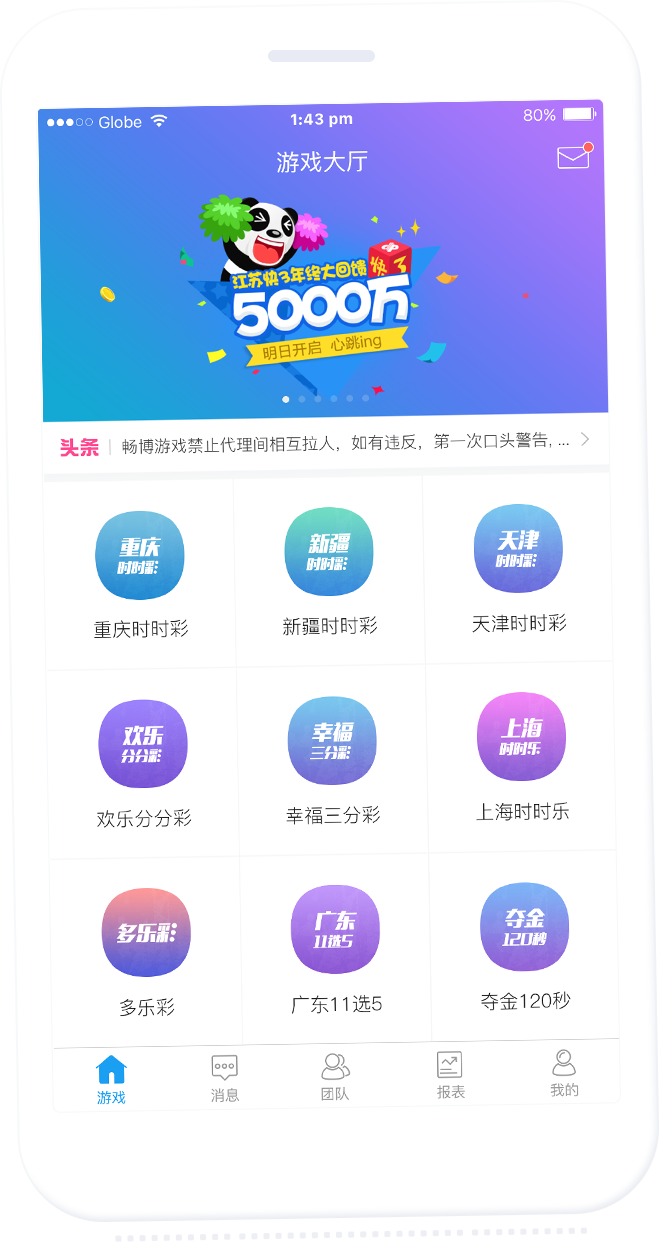 Globe
1:43 pm
80%
游戏大厅
江苏快3年终大回馈
快3
5000万
明日开启 心跳ing
头条
畅博游戏禁止代理间相互拉人，如有违反，第一次口头警告, ...
重庆
时时彩
新疆
时时彩
天津
时时彩
重庆时时彩
新疆时时彩
天津时时彩
欢乐
分分彩
幸福
三分彩
上海
时时乐
欢乐分分彩
幸福三分彩
上海时时乐
多乐彩
广东
11选5
夺金
120秒
多乐彩
广东11选5
夺金120秒
游戏
消息
团队
报表
我的